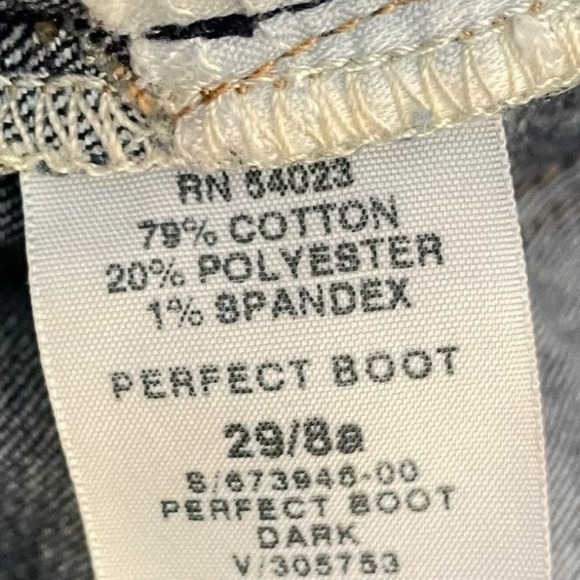 RN 54023
79% COTTON
20% POLYESTER
1% SPANDEX
PERFECT BOOT
29/8a
S/673946-00
PERFECT BOOT
DARK
V/305753